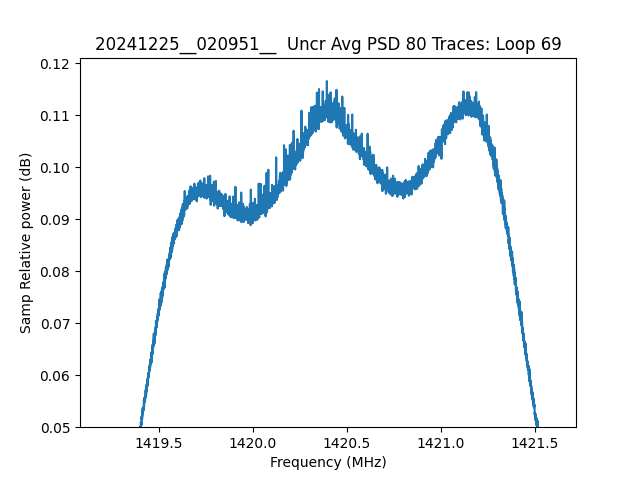 20241225__020951__  Uncr Avg PSD 80 Traces: Loop 69
0.12
0.11
0.10
0.09
0.08
0.07
0.06
0.05
Samp Relative power (dB)
1419.5 1420.0 1420.5 1421.0 1421.5
Frequency (MHz)